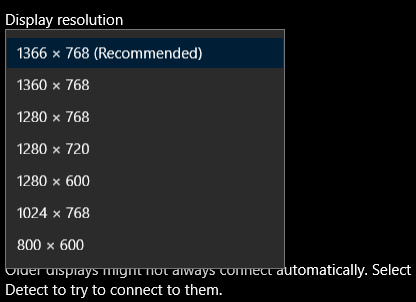 Display resolution
1366 × 768 (Recommended)
1360 × 768
1280 × 768
1280 × 720
1280 × 600
1024 × 768
800 × 600
Older displays might not always connect automatically. Select
Detect to try to connect to them.